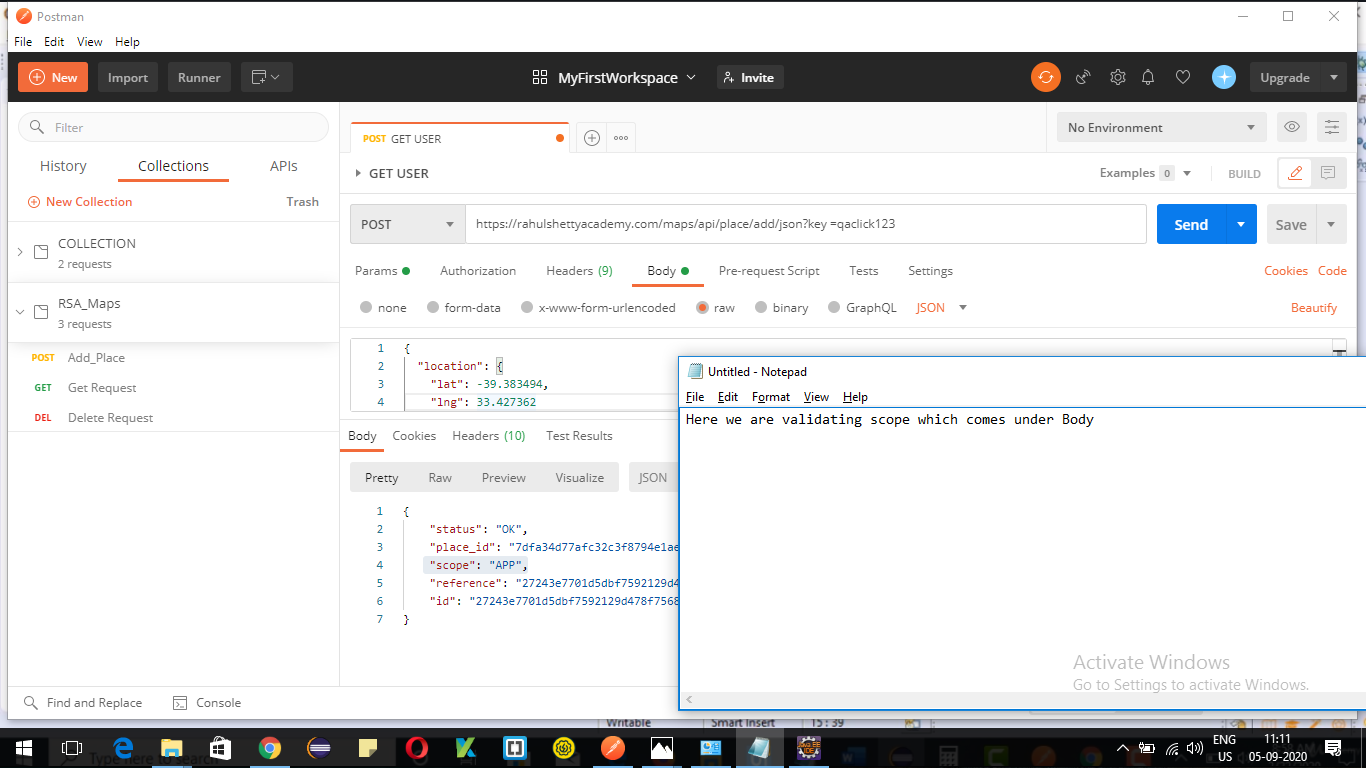 Postman
File Edit View Help
New Import Runner MyFirstWorkspace Invite Upgrade
Filter
History Collections APIs
New Collection Trash
COLLECTION
2 requests
RSA_Maps
3 requests
POST Add_Place
GET Get Request
DEL Delete Request
POST GET USER
No Environment
GET USER
Examples 0 BUILD
POST https://rahulshettyacademy.com/maps/api/place/add/json?key =qaclick123 Send Save
Params Authorization Headers (9) Body Pre-request Script Tests Settings Cookies Code
none form-data x-www-form-urlencoded raw binary GraphQL JSON Beautify
1 {
2 "location": {
3 "lat": -39.383494,
4 "lng": 33.427362
Body Cookies Headers (10) Test Results
Pretty Raw Preview Visualize JSON
1 {
2 "status": "OK",
3 "place_id": "7dfa34d77afc32c3f8794e1ae
4 "scope": "APP",
5 "reference": "27243e7701d5dbf7592129d4
6 "id": "27243e7701d5dbf7592129d478f7568
7 }
Untitled - Notepad
File Edit Format View Help
Here we are validating scope which comes under Body
Activate Windows
Go to Settings to activate Windows.
Find and Replace Console
Writable Smart Insert 15 : 39
Type here to search
ENG
US
11:11
05-09-2020